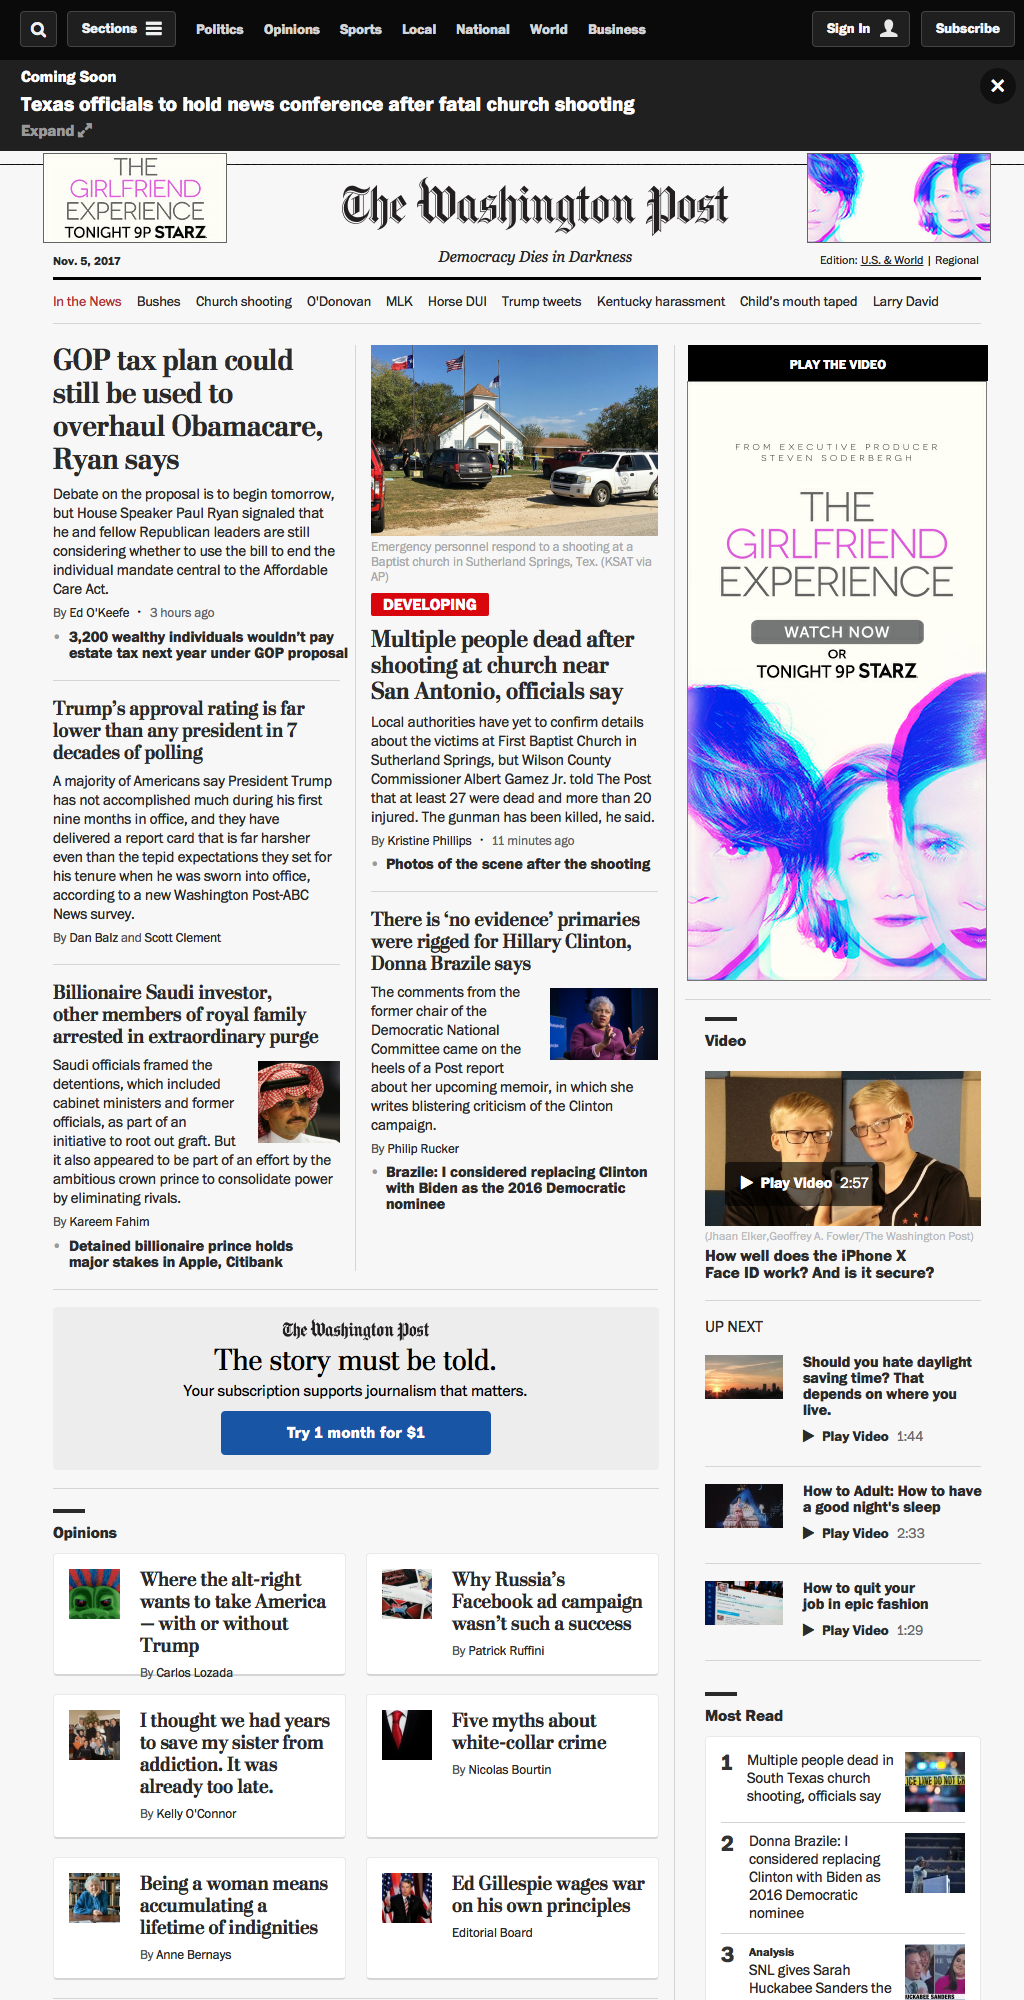 Sections
Politics
Opinions
Sports
Local
National
World
Business
Sign In
Subscribe
Coming Soon
Texas officials to hold news conference after fatal church shooting
Expand
THE
GIRLFRIEND
EXPERIENCE
TONIGHT 9P STARZ
The Washington Post
Democracy Dies in Darkness
Nov. 5, 2017
Edition: U.S. & World | Regional
In the News
Bushes
Church shooting
O'Donovan
MLK
Horse DUI
Trump tweets
Kentucky harassment
Child's mouth taped
Larry David
GOP tax plan could
still be used to
overhaul Obamacare,
Ryan says
Debate on the proposal is to begin tomorrow,
but House Speaker Paul Ryan signaled that
he and fellow Republican leaders are still
considering whether to use the bill to end the
individual mandate central to the Affordable
Care Act.
By Ed O'Keefe • 3 hours ago
• 3,200 wealthy individuals wouldn't pay
estate tax next year under GOP proposal
Trump's approval rating is far
lower than any president in 7
decades of polling
A majority of Americans say President Trump
has not accomplished much during his first
nine months in office, and they have
delivered a report card that is far harsher
even than the tepid expectations they set for
his tenure when he was sworn into office,
according to a new Washington Post-ABC
News survey.
By Dan Balz and Scott Clement
Billionaire Saudi investor,
other members of royal family
arrested in extraordinary purge
Saudi officials framed the
detentions, which included
cabinet ministers and former
officials, as part of an
initiative to root out graft. But
it also appeared to be part of an effort by the
ambitious crown prince to consolidate power
by eliminating rivals.
By Kareem Fahim
• Detained billionaire prince holds
major stakes in Apple, Citibank
Emergency personnel respond to a shooting at a
Baptist church in Sutherland Springs, Tex. (KSAT via
AP)
DEVELOPING
Multiple people dead after
shooting at church near
San Antonio, officials say
Local authorities have yet to confirm details
about the victims at First Baptist Church in
Sutherland Springs, but Wilson County
Commissioner Albert Gamez Jr. told The Post
that at least 27 were dead and more than 20
injured. The gunman has been killed, he said.
By Kristine Phillips • 11 minutes ago
• Photos of the scene after the shooting
There is 'no evidence' primaries
were rigged for Hillary Clinton,
Donna Brazile says
The comments from the
former chair of the
Democratic National
Committee came on the
heels of a Post report
about her upcoming memoir, in which she
writes blistering criticism of the Clinton
campaign.
By Philip Rucker
• Brazile: I considered replacing Clinton
with Biden as the 2016 Democratic
nominee
PLAY THE VIDEO
FROM EXECUTIVE PRODUCER
STEVEN SODERBERGH
THE
GIRLFRIEND
EXPERIENCE
WATCH NOW
OR
TONIGHT 9P STARZ
Video
Play Video 2:57
(Jhaan Elker,Geoffrey A. Fowler/The Washington Post)
How well does the iPhone X
Face ID work? And is it secure?
UP NEXT
Should you hate daylight
saving time? That
depends on where you
live.
Play Video 1:44
How to Adult: How to have
a good night's sleep
Play Video 2:33
How to quit your
job in epic fashion
Play Video 1:29
The Washington Post
The story must be told.
Your subscription supports journalism that matters.
Try 1 month for $1
Opinions
Where the alt-right
wants to take America
— with or without
Trump
By Carlos Lozada
Why Russia's
Facebook ad campaign
wasn't such a success
By Patrick Ruffini
I thought we had years
to save my sister from
addiction. It was
already too late.
By Kelly O'Connor
Five myths about
white-collar crime
By Nicolas Bourtin
Being a woman means
accumulating a
lifetime of indignities
By Anne Bernays
Ed Gillespie wages war
on his own principles
Editorial Board
Most Read
1 Multiple people dead in
South Texas church
shooting, officials say
2 Donna Brazile: I
considered replacing
Clinton with Biden as
2016 Democratic
nominee
3 Analysis
SNL gives Sarah
Huckabee Sanders the